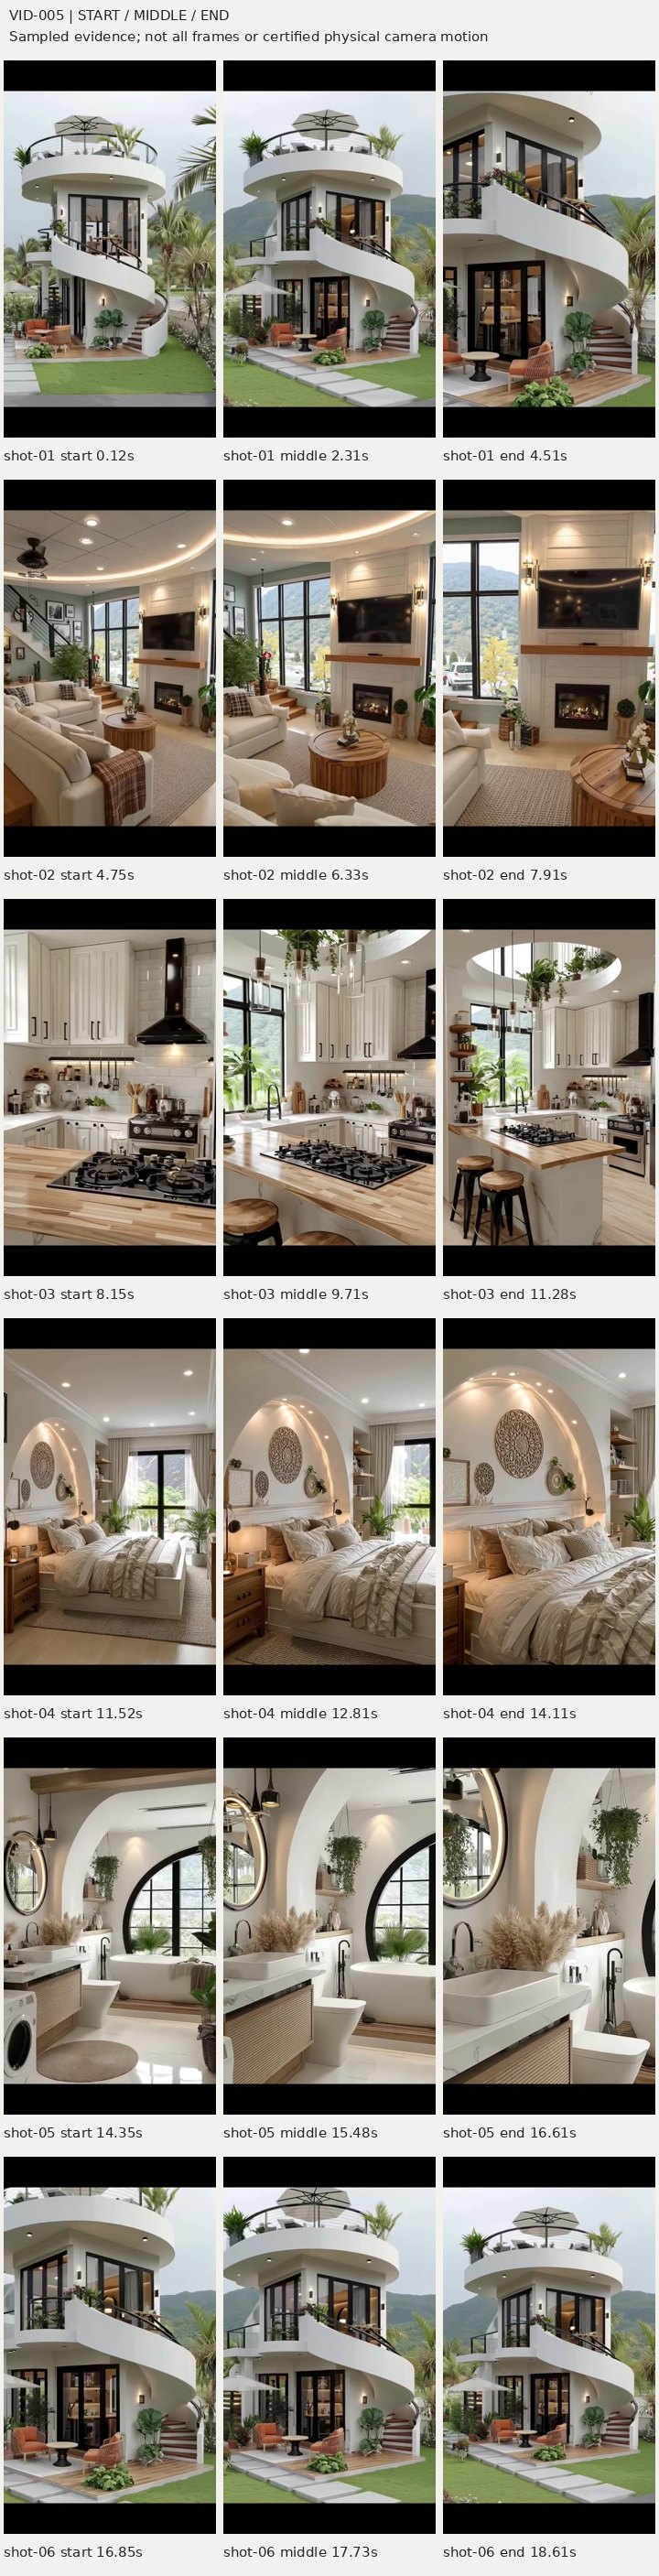 VID-005 | START / MIDDLE / END
Sampled evidence; not all frames or certified physical camera motion
shot-01 start 0.12s
shot-01 middle 2.31s
shot-01 end 4.51s
shot-02 start 4.75s
shot-02 middle 6.33s
shot-02 end 7.91s
shot-03 start 8.15s
shot-03 middle 9.71s
shot-03 end 11.28s
shot-04 start 11.52s
shot-04 middle 12.81s
shot-04 end 14.11s
shot-05 start 14.35s
shot-05 middle 15.48s
shot-05 end 16.61s
shot-06 start 16.85s
shot-06 middle 17.73s
shot-06 end 18.61s